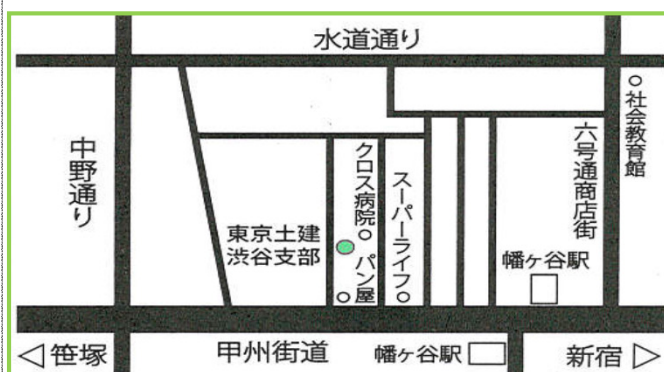 水道通り
中野通り
社会教育館
六号通商店街
クロス病院
スーパーライフ
東京土建
渋谷支部
パン屋
幡ヶ谷駅
笹塚
甲州街道
幡ヶ谷駅
新宿